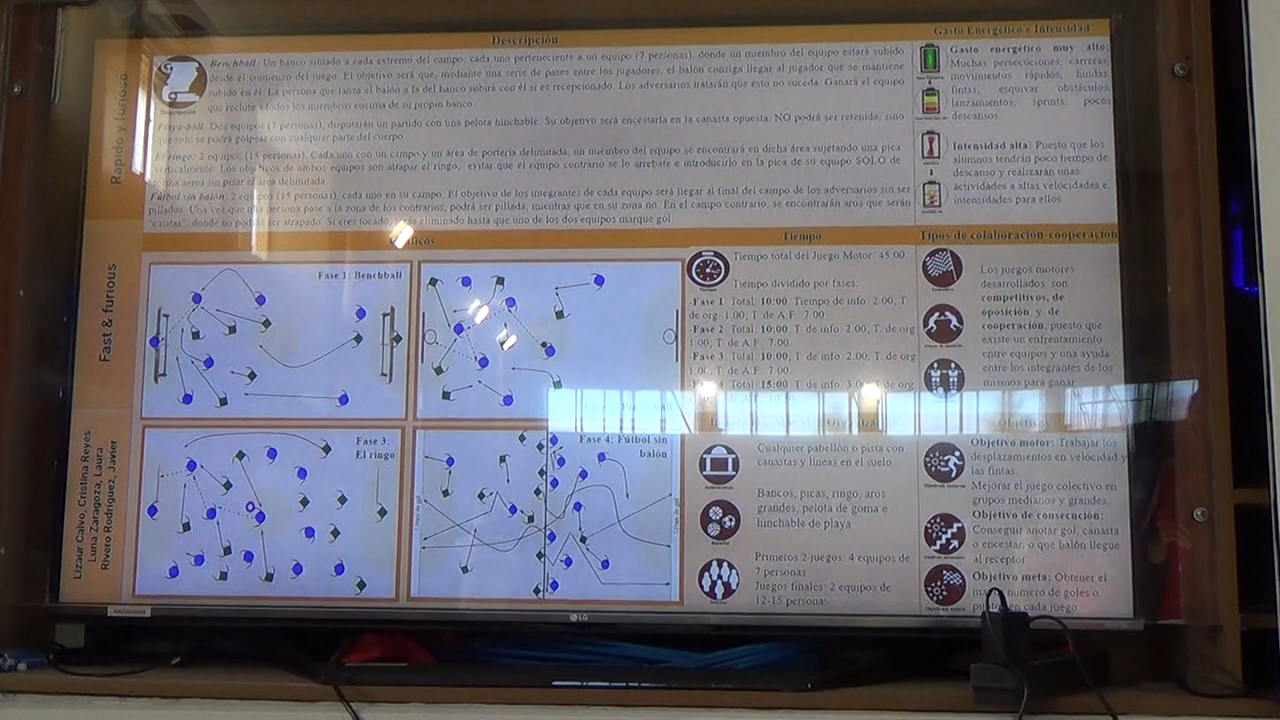 Descripción
Benchball: Un banco situado a cada extremo del campo, cada uno perteneciente a un equipo (7 personas), donde un miembro del equipo estará subido
desde el comienzo del juego. El objetivo será que, mediante una serie de pases entre los jugadores, el balón consiga llegar al jugador que se mantiene
subido en él. La persona que lanza el balón a la del banco subirá con él si es recepcionado. Los adversarios tratarán que esto no suceda. Ganará el equipo
que reclute a todos los miembros encima de su propio banco.
Playa-ball: Dos equipos (7 personas), disputarán un partido con una pelota hinchable. Su objetivo será encestarla en la canasta opuesta. NO podrá ser retenida, sino
que solo se podrá golpear con cualquier parte del cuerpo.
El ringo: 2 equipos (15 personas). Cada uno con un campo y un área de portería delimitada, un miembro del equipo se encontrará en dicha área sujetando una pica
verticalmente. Los objetivos de ambos equipos son atrapar el ringo, evitar que el equipo contrario se lo arrebate e introducirlo en la pica de su equipo SOLO de
forma aérea sin pisar el área delimitada.
Fútbol sin balón: 2 equipos (15 personas), cada uno en su campo. El objetivo de los integrantes de cada equipo será llegar al final del campo de los adversarios sin ser
pillados. Una vez que una persona pase a la zona de los contrarios, podrá ser pillada, mientras que en su zona no. En el campo contrario, se encontrarán aros que serán
"casitas", donde no podrás ser atrapado. Si eres tocado, serás eliminado hasta que uno de los dos equipos marque gol.
Descripción
Gasto Energético e Intensidad
Gasto energético muy alto:
Muchas persecuciones, carreras,
movimientos rápidos, huidas,
fintas, esquivar obstáculos,
lanzamientos, sprints, pocos
descansos
Intensidad alta: Puesto que los
alumnos tendrán poco tiempo de
descanso y realizarán unas
actividades a altas velocidades e
intensidades para ellos
Rápido y furioso
Fast & furious
Lizaur Calvo, Cristina Reyes
Luna Zaragoza, Laura
Rivero Rodríguez, Javier
Fase 1: Benchball
Fase 3:
El ringo
Fase 4: Fútbol sin
balón
Línea de gol
Línea de gol
Tiempo
Tiempo total del Juego Motor: 45:00.
Tiempo dividido por fases:
-Fase 1. Total: 10:00. Tiempo de info: 2:00, T.
de org: 1:00; T. de A.F.: 7:00.
-Fase 2. Total: 10:00, T. de info: 2:00, T. de org:
1:00; T. de A.F.: 7:00.
-Fase 3. Total: 10:00, T. de info: 2:00, T. de org:
1:00; T. de A.F.: 7:00.
Total: 15:00. T. de info:
Cualquier pabellón o pista con
canastas y líneas en el suelo
Bancos, picas, ringo, aros
grandes, pelota de goma e
hinchable de playa
Primeros 2 juegos: 4 equipos de
7 personas
Juegos finales: 2 equipos de
12-15 personas
Tipos de colaboración-cooperación
Los juegos motores
desarrollados son
competitivos, de
oposición y de
cooperación, puesto que
existe un enfrentamiento
entre equipos y una ayuda
entre los integrantes de los
mismos para ganar
Objetivos
Objetivo motor: Trabajar los
desplazamientos en velocidad y
las fintas.
Mejorar el juego colectivo en
grupos medianos y grandes.
Objetivo de consecución:
Conseguir anotar gol, canasta
o encestar, o que balón llegue
al receptor
Objetivo meta: Obtener el
número de goles o
en cada juego
LG